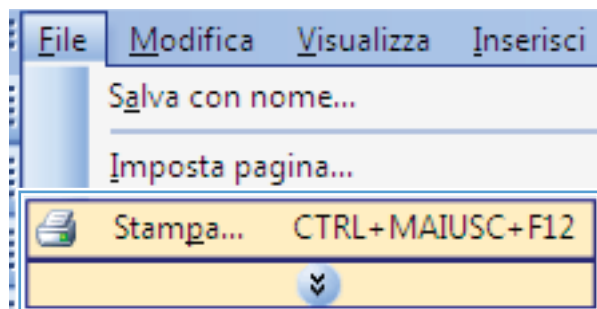 File Modifica Visualizza Inserisci
Salva con nome...
Imposta pagina...
Stampa... CTRL+MAIUSC+F12